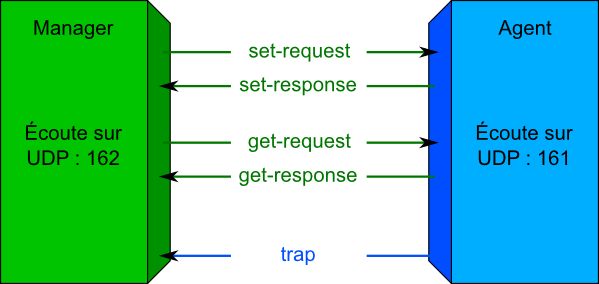 Manager
Agent
set-request
set-response
Écoute sur
UDP : 162
get-request
get-response
Écoute sur
UDP : 161
trap